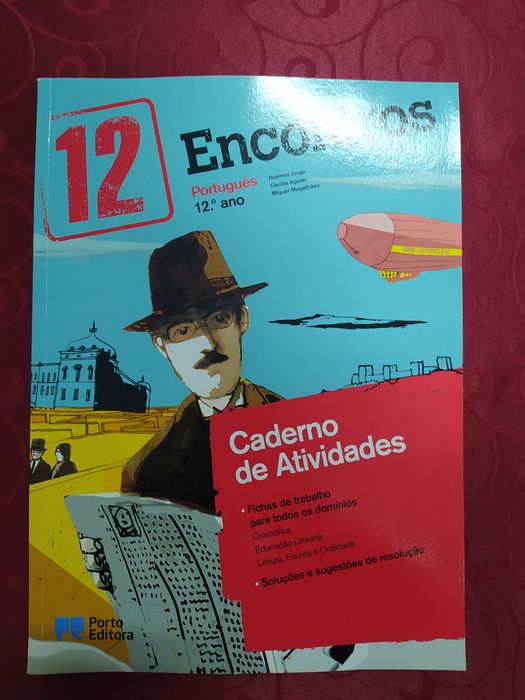 12
Encontros
Português
12.º ano
Noémia Jorge
Cecília Aguiar
Miguel Magalhães
Caderno
de Atividades
• Fichas de trabalho
para todos os domínios
Gramática
Educação Literária
Leitura, Escrita e Oralidade
• Soluções e sugestões de resolução
Porto
Editora